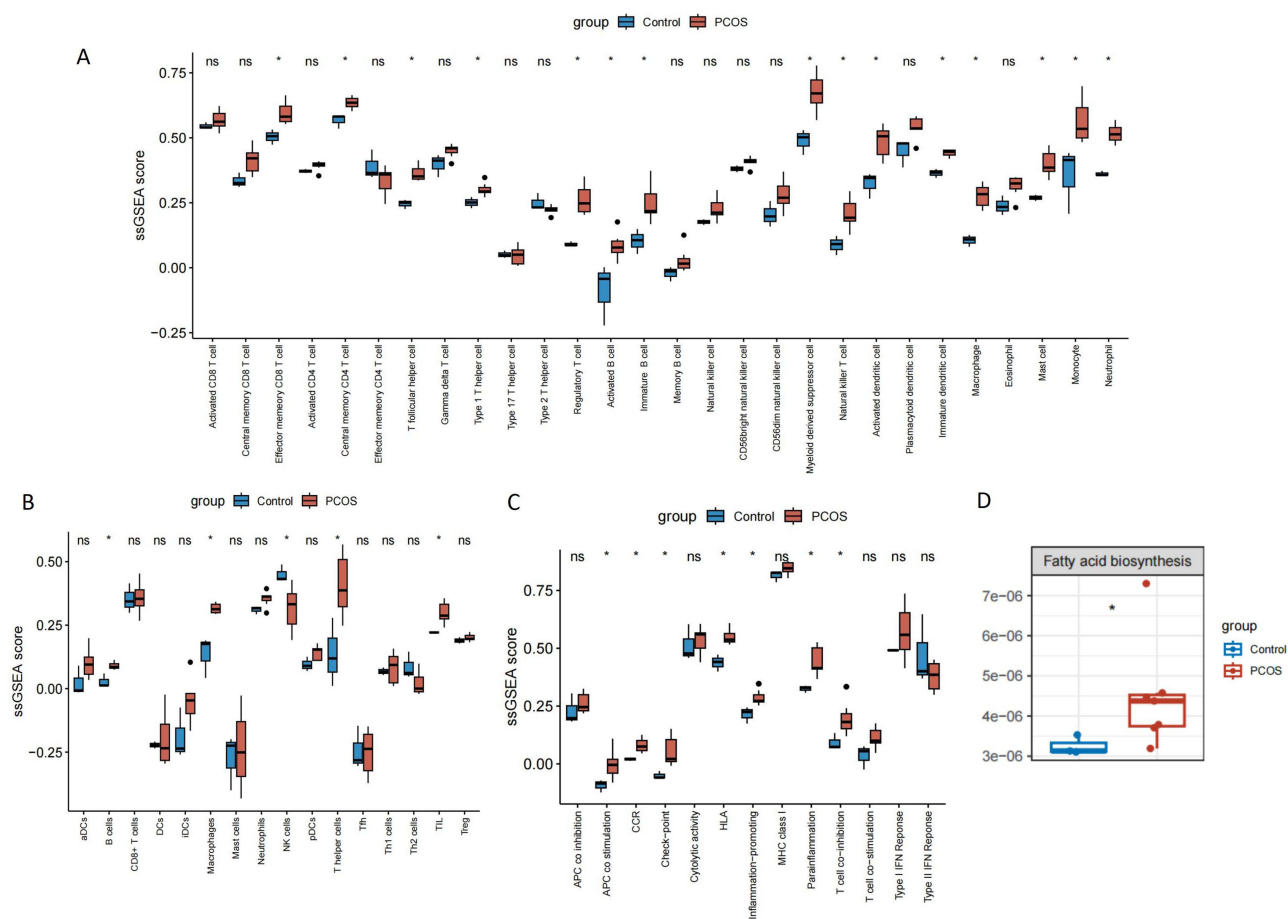 group Control PCOS
A
ns ns * ns * ns * ns * ns ns * * * ns ns ns ns * * * ns * * ns * * *
ssGSEA score
0.75
0.50
0.25
0.00
−0.25
Activated CD8 T cell
Central memory CD8 T cell
Effector memeory CD8 T cell
Activated CD4 T cell
Central memory CD4 T cell
Effector memeory CD4 T cell
T follicular helper cell
Gamma delta T cell
Type 1 T helper cell
Type 17 T helper cell
Type 2 T helper cell
Regulatory T cell
Activated B cell
Immature B cell
Memory B cell
Natural killer cell
CD56bright natural killer cell
CD56dim natural killer cell
Myeloid derived suppressor cell
Natural killer T cell
Activated dendritic cell
Plasmacytoid dendritic cell
Immature dendritic cell
Macrophage
Eosinophil
Mast cell
Monocyte
Neutrophil
B
group Control PCOS
ns * ns ns ns * ns ns * ns * ns ns ns * ns
ssGSEA score
0.50
0.25
0.00
−0.25
aDCs
B cells
CD8+ T cells
DCs
iDCs
Macrophages
Mast cells
Neutrophils
NK cells
pDCs
T helper cells
Tfh
Th1 cells
Th2 cells
TIL
Treg
C
group Control PCOS
ns * * * ns * * ns * * ns ns ns
ssGSEA score
0.75
0.50
0.25
0.00
APC co inhibition
APC co stimulation
CCR
Check−point
Cytolytic activity
HLA
Inflammation−promoting
MHC class I
Parainflammation
T cell co−inhibition
T cell co−stimulation
Type I IFN Reponse
Type II IFN Reponse
D
Fatty acid biosynthesis
*
7e−06
6e−06
5e−06
4e−06
3e−06
group
Control
PCOS